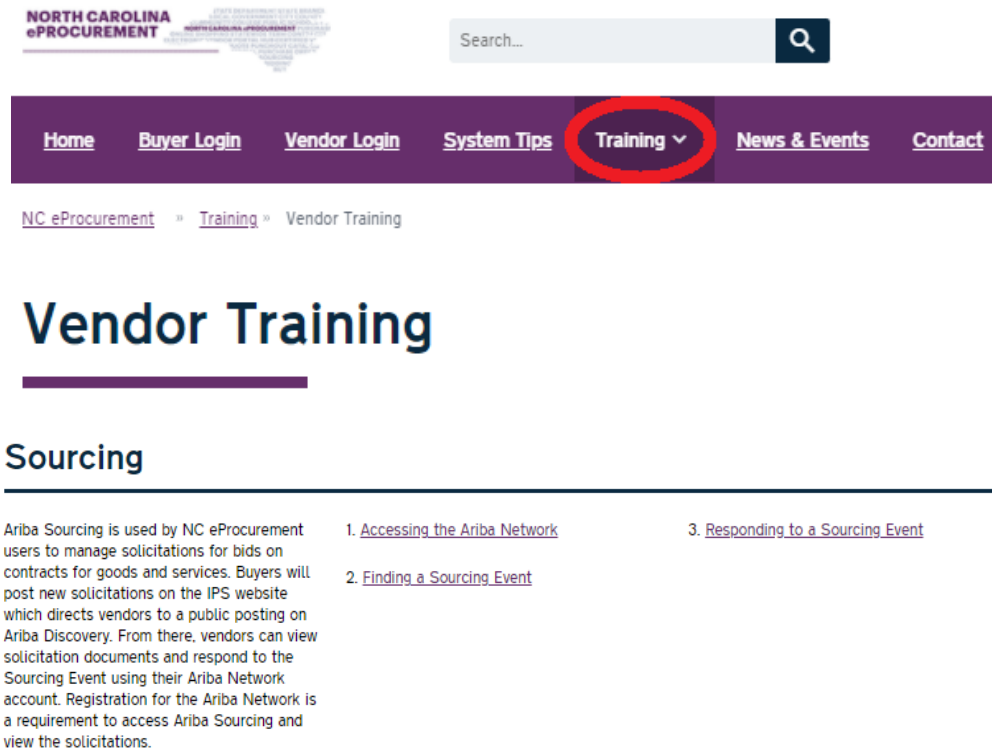 NORTH CAROLINA
ePROCUREMENT
NORTH CAROLINA ePROCUREMENT
Search...
Home Buyer Login Vendor Login System Tips Training News & Events Contact
NC eProcurement » Training » Vendor Training
Vendor Training
Sourcing
Ariba Sourcing is used by NC eProcurement
users to manage solicitations for bids on
contracts for goods and services. Buyers will
post new solicitations on the IPS website
which directs vendors to a public posting on
Ariba Discovery. From there, vendors can view
solicitation documents and respond to the
Sourcing Event using their Ariba Network
account. Registration for the Ariba Network is
a requirement to access Ariba Sourcing and
view the solicitations.
1. Accessing the Ariba Network
2. Finding a Sourcing Event
3. Responding to a Sourcing Event